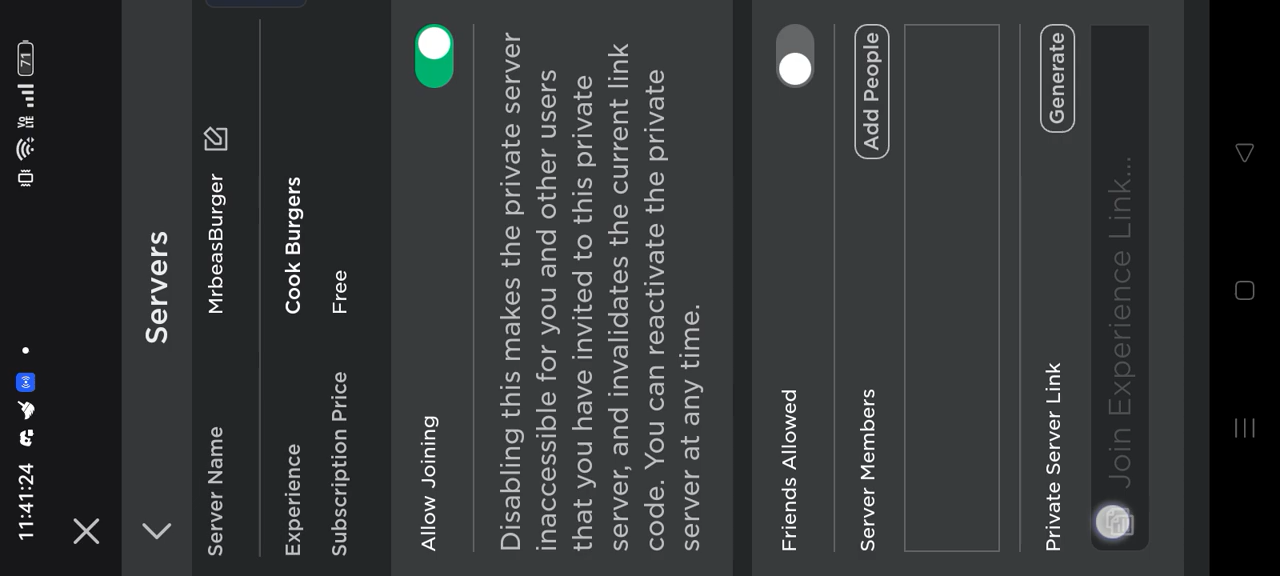 11:41:24
71
Servers
Server Name
MrbeasBurger
Experience
Cook Burgers
Subscription Price
Free
Allow Joining
Disabling this makes the private server
inaccessible for you and other users
that you have invited to this private
server, and invalidates the current link
code. You can reactivate the private
server at any time.
Friends Allowed
Server Members
Add People
Private Server Link
Generate
Join Experience Link...